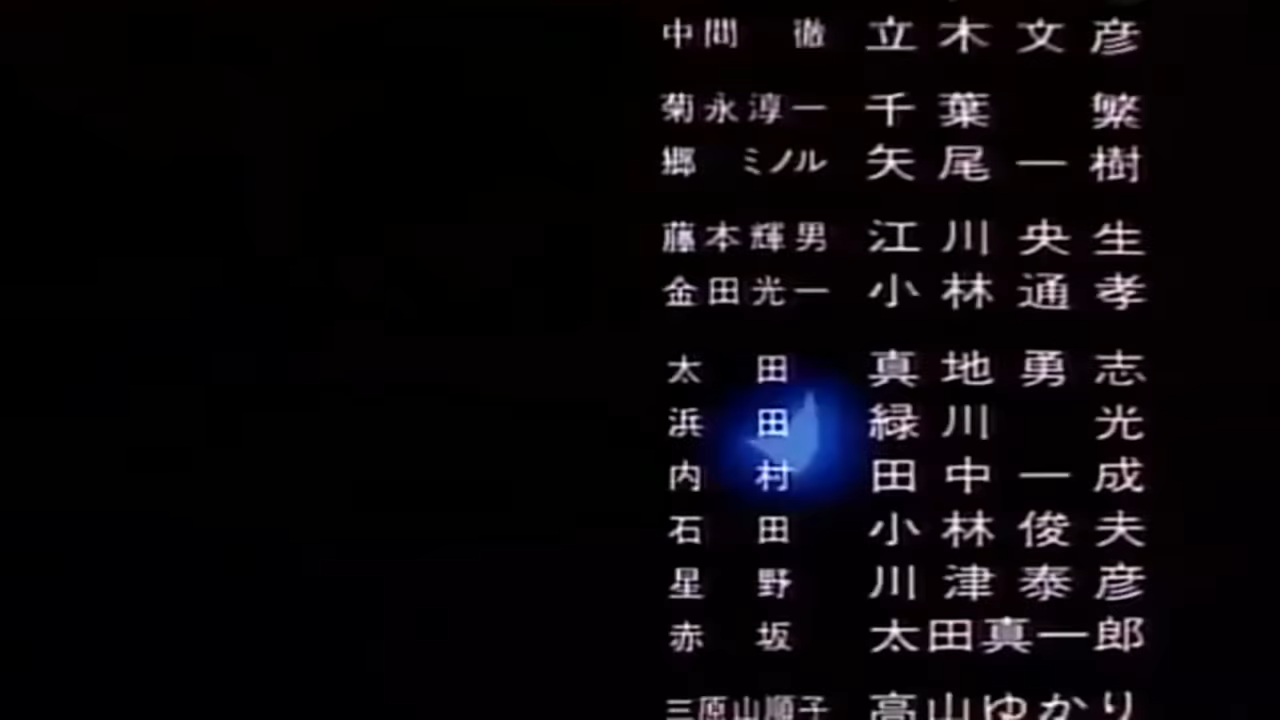 中間 徹 立木文彦
菊永淳一 千葉 繁
郷 ミノル 矢尾一樹
藤本輝男 江川央生
金田光一 小林通孝
太田 真地勇志
浜田 緑川 光
内村 田中一成
石田 小林俊夫
星野 川津泰彦
赤坂 太田真一郎
三原山順子 高山ゆかり